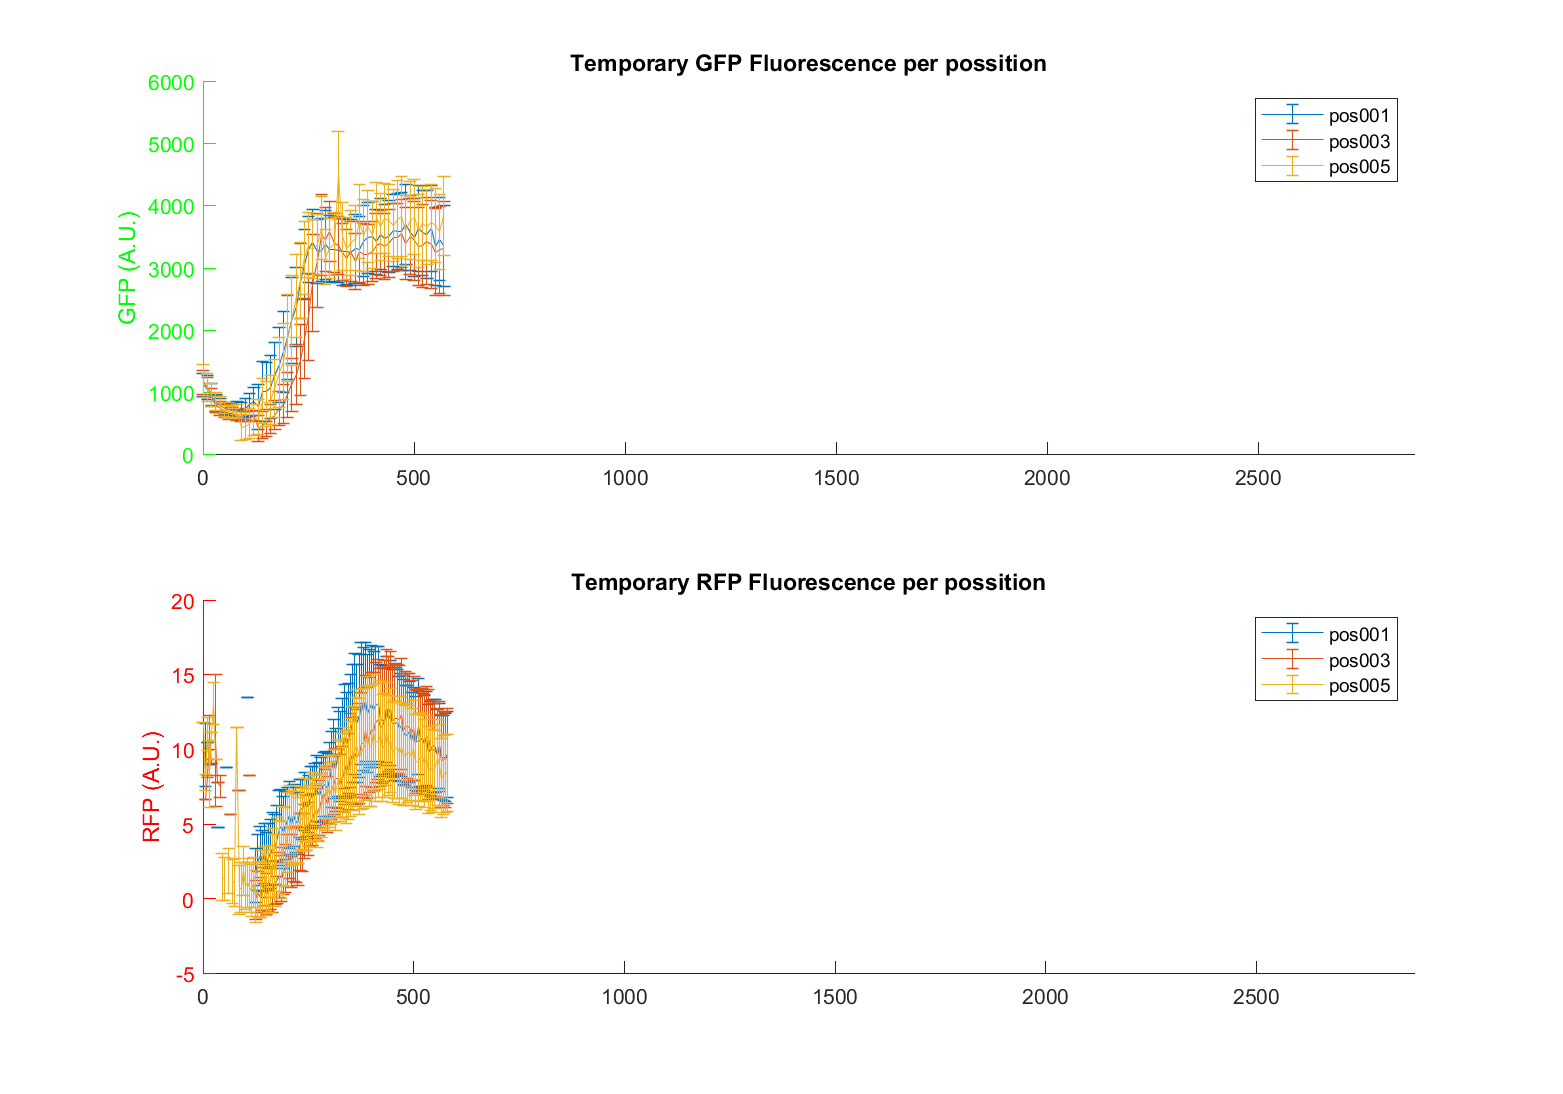 Temporary GFP Fluorescence per possition
6000
5000
4000
3000
2000
1000
0
GFP (A.U.)
0 500 1000 1500 2000 2500
pos001
pos003
pos005
Temporary RFP Fluorescence per possition
20
15
10
5
0
-5
RFP (A.U.)
0 500 1000 1500 2000 2500
pos001
pos003
pos005